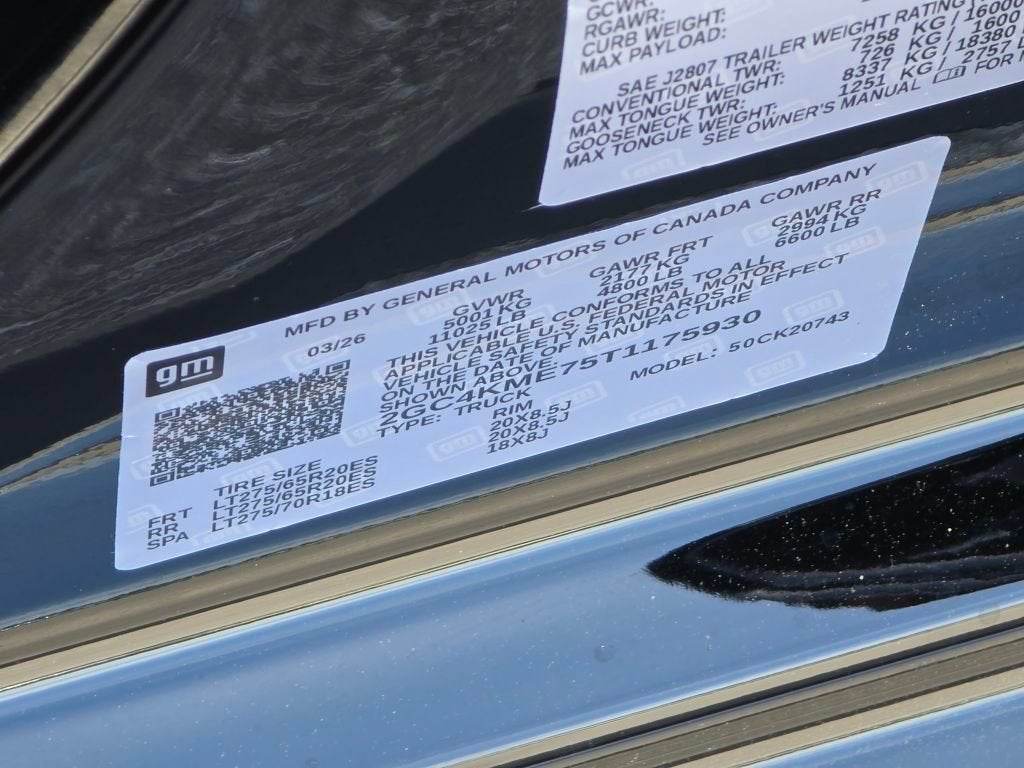 GCWR:
RGAWR:
CURB WEIGHT:
MAX PAYLOAD:
SAE J2807 TRAILER WEIGHT RATING
CONVENTIONAL TWR: 7258 KG / 16000
MAX TONGUE WEIGHT: 726 KG / 1600
GOOSENECK TWR: 8337 KG / 18380
MAX TONGUE WEIGHT: 1251 KG / 2757
SEE OWNER'S MANUAL FOR
MFD BY GENERAL MOTORS OF CANADA COMPANY
gm
03/26
GVWR GAWR FRT GAWR RR
5001 KG 2177 KG 2994 KG
11025 LB 4800 LB 6600 LB
THIS VEHICLE CONFORMS TO ALL
APPLICABLE U.S. FEDERAL MOTOR
VEHICLE SAFETY STANDARDS IN EFFECT
ON THE DATE OF MANUFACTURE
SHOWN ABOVE.
2GC4KME75T1175930
TYPE: TRUCK MODEL: 50CK20743
TIRE SIZE RIM
FRT LT275/65R20ES 20X8.5J
RR LT275/65R20ES 20X8.5J
SPA LT275/70R18ES 18X8J